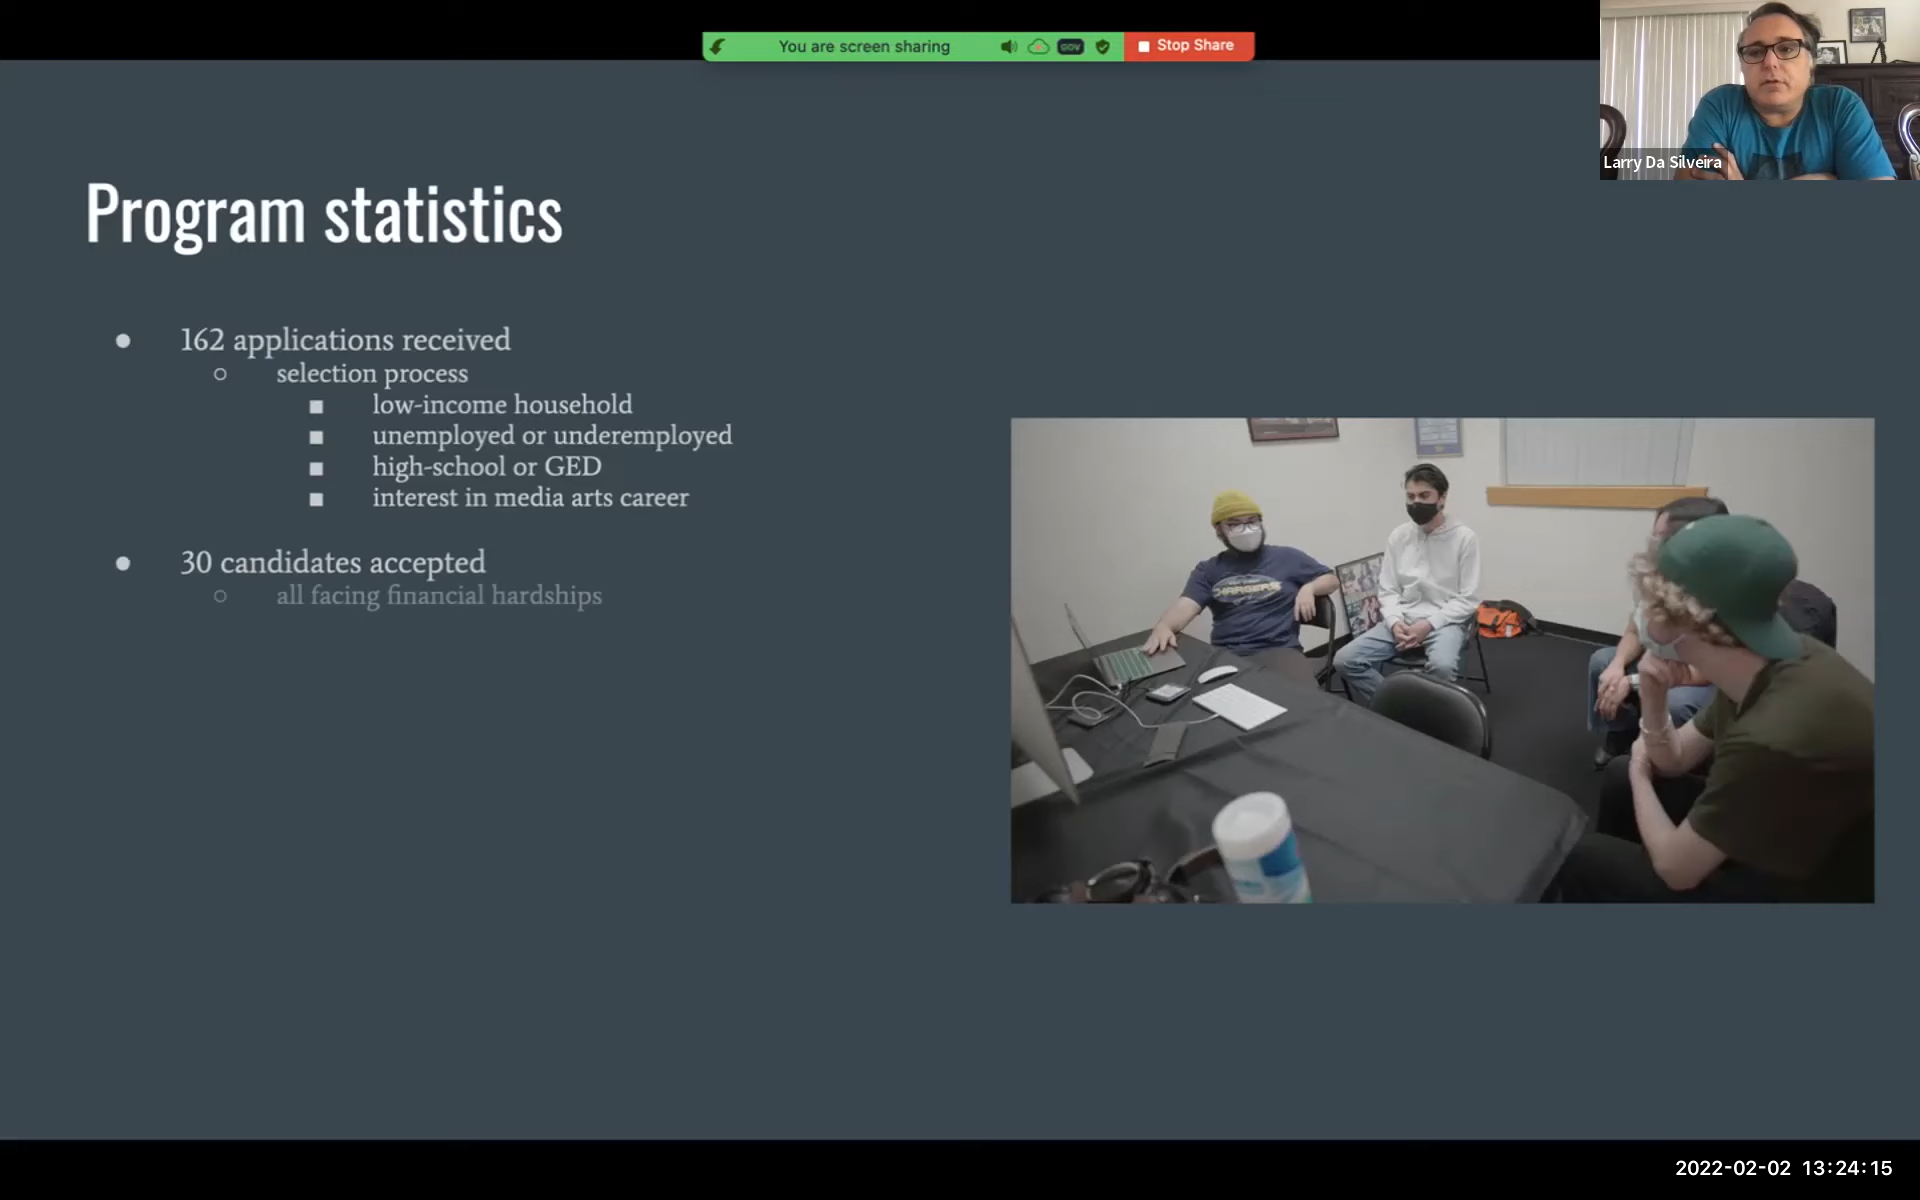 You are screen sharing
GOV
Stop Share
Larry Da Silveira
Program statistics
162 applications received
selection process
low-income household
unemployed or underemployed
high-school or GED
interest in media arts career
30 candidates accepted
all facing financial hardships
CHARGERS
2022-02-02 13:24:15